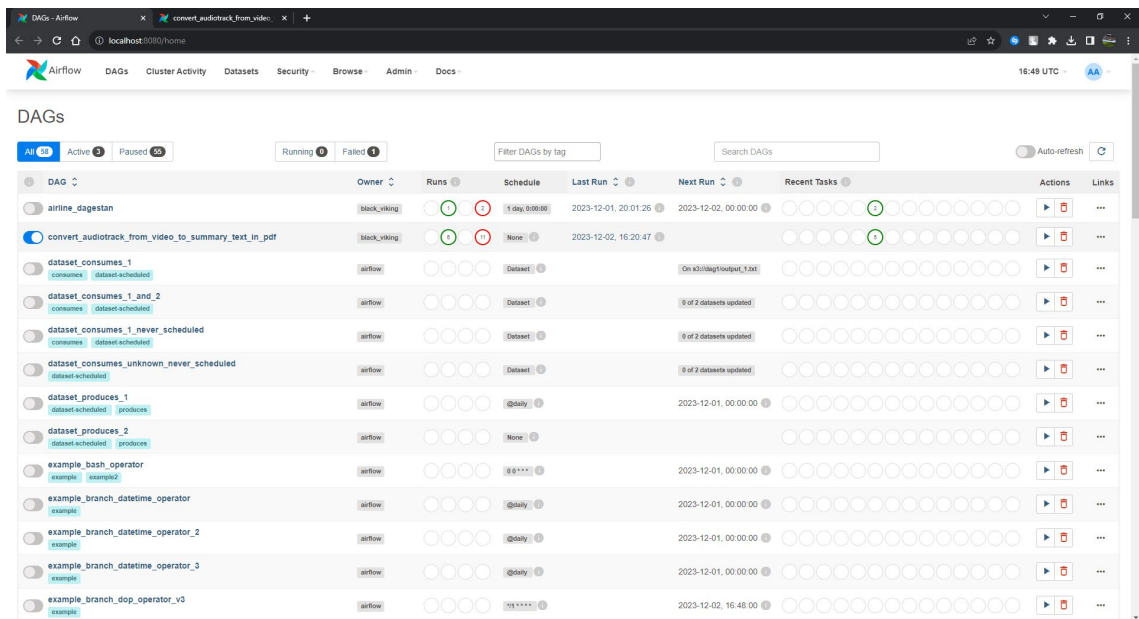 DAGs - Airflow
convert_audiotrack_from_video_
localhost:8080/home
Airflow DAGs Cluster Activity Datasets Security Browse Admin Docs 16:49 UTC AA
DAGs
All 58 Active 3 Paused 55 Running 0 Failed 1 Filter DAGs by tag Search DAGs Auto-refresh
DAG Owner Runs Schedule Last Run Next Run Recent Tasks Actions Links
airline_dagestan black_viking 1 2 1 day, 0:00:00 2023-12-01, 20:01:26 2023-12-02, 00:00:00 2
convert_audiotrack_from_video_to_summary_text_in_pdf black_viking 11 None 2023-12-02, 16:20:47
dataset_consumes_1 airflow Dataset On s3://dag1/output_1.txt
consumes dataset-scheduled
dataset_consumes_1_and_2 airflow Dataset 0 of 2 datasets updated
consumes dataset-scheduled
dataset_consumes_1_never_scheduled airflow Dataset 0 of 2 datasets updated
consumes dataset-scheduled
dataset_consumes_unknown_never_scheduled airflow Dataset 0 of 2 datasets updated
dataset-scheduled
dataset_produces_1 airflow @daily 2023-12-01, 00:00:00
dataset-scheduled produces
dataset_produces_2 airflow None
dataset-scheduled produces
example_bash_operator airflow 0 0 * * * 2023-12-01, 00:00:00
example example2
example_branch_datetime_operator airflow @daily 2023-12-01, 00:00:00
example
example_branch_datetime_operator_2 airflow @daily 2023-12-01, 00:00:00
example
example_branch_datetime_operator_3 airflow @daily 2023-12-01, 00:00:00
example
example_branch_dop_operator_v3 airflow */1 * * * * 2023-12-02, 16:48:00
example